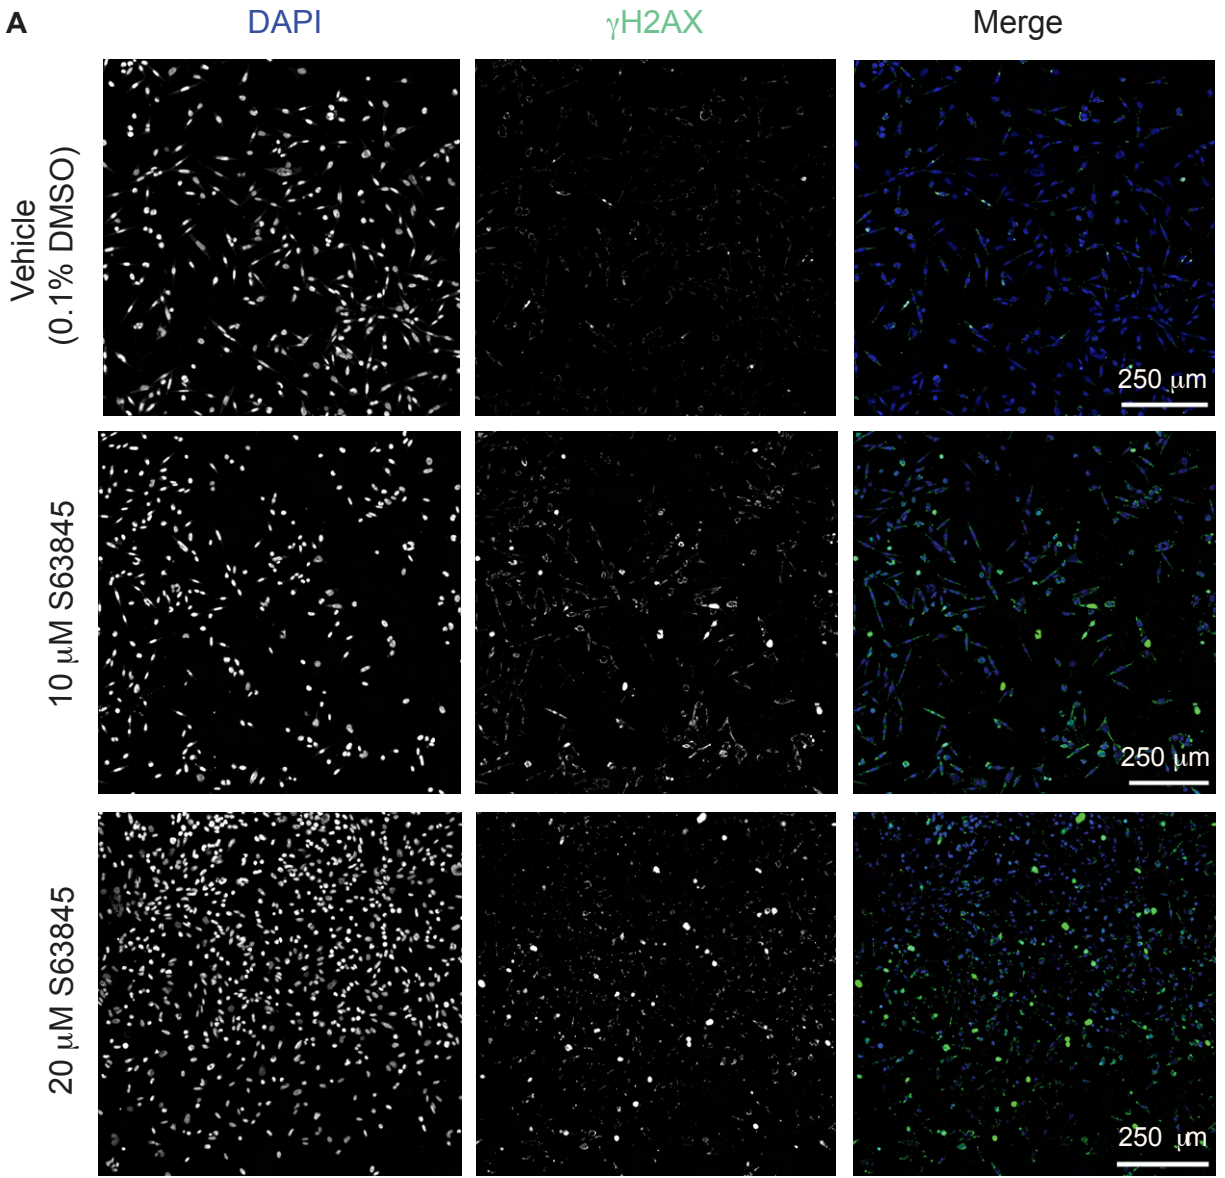 A
DAPI
γH2AX
Merge
Vehicle
(0.1% DMSO)
250 μm
10 μM S63845
250 μm
20 μM S63845
250 μm